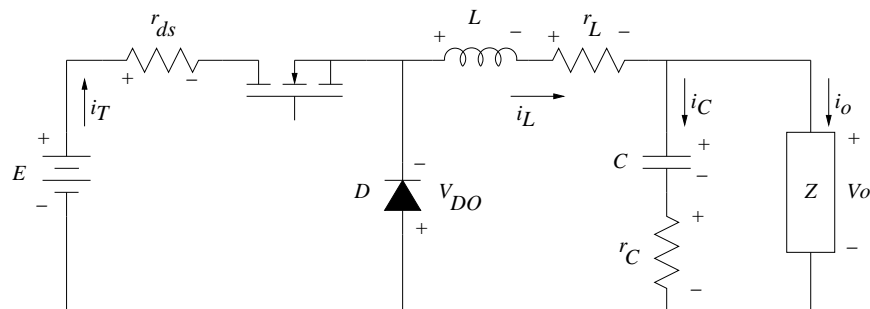 r_ds
L
r_L
+ −
+ −
+ −
i_T
i_L
i_C
i_o
+
E
−
−
D
V_DO
+
+
C
−
+
r_C
−
+
Z
Vo
−